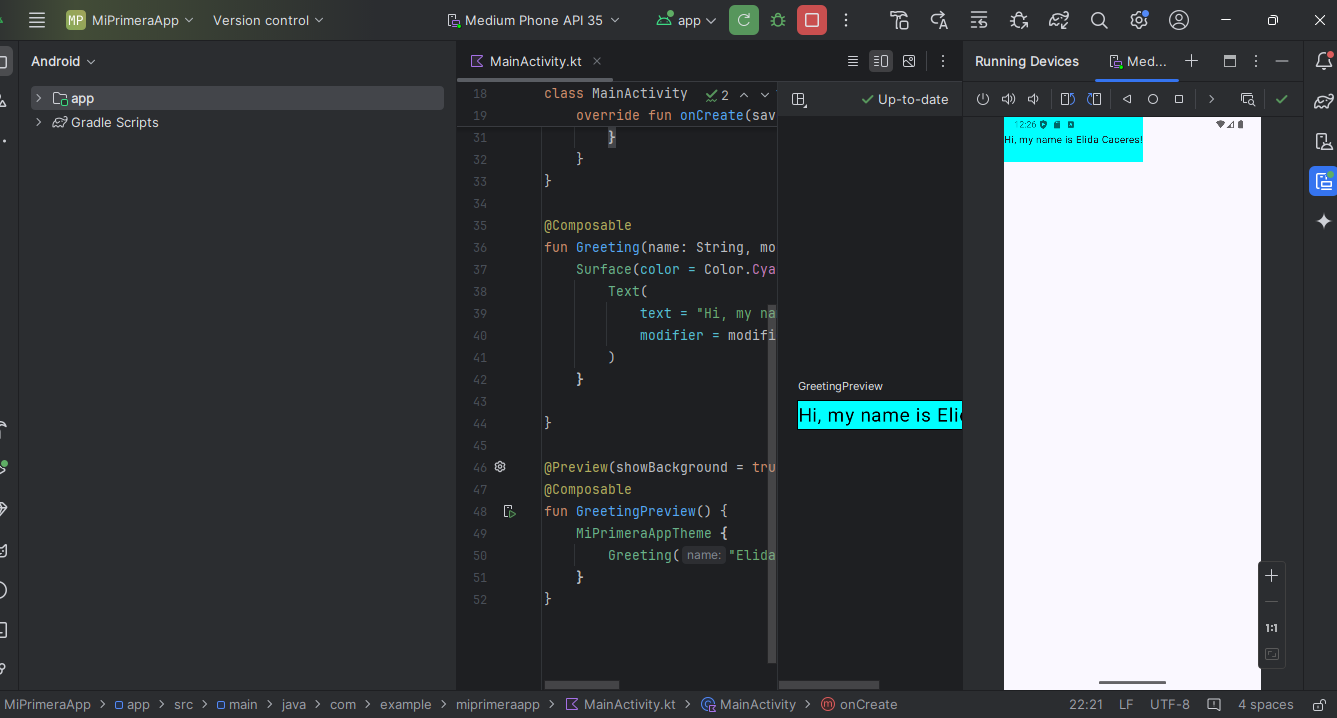 MP MiPrimeraApp Version control Medium Phone API 35 app
Android
MainActivity.kt
Running Devices Med...
app
Gradle Scripts
18 class MainActivity 2
19 override fun onCreate(sav
31 }
32 }
33 }
34
35 @Composable
36 fun Greeting(name: String, mo
37 Surface(color = Color.Cya
38 Text(
39 text = "Hi, my na
40 modifier = modifi
41 )
42 }
43
44 }
45
46 @Preview(showBackground = tru
47 @Composable
48 fun GreetingPreview() {
49 MiPrimeraAppTheme {
50 Greeting( name: "Elida
51 }
52 }
Up-to-date
GreetingPreview
Hi, my name is Eli
12:26
Hi, my name is Elida Caceres!
1:1
MiPrimeraApp > app > src > main > java > com > example > miprimeraapp > MainActivity.kt > MainActivity > onCreate 22:21 LF UTF-8 4 spaces